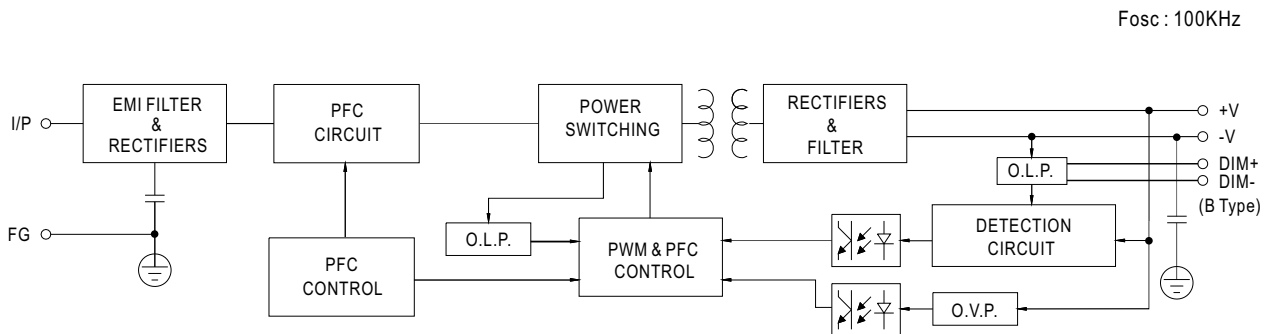 Fosc : 100KHz
I/P
EMI FILTER
&
RECTIFIERS
PFC
CIRCUIT
POWER
SWITCHING
RECTIFIERS
&
FILTER
+V
-V
DIM+
DIM-
(B Type)
O.L.P.
FG
O.L.P.
PFC
CONTROL
PWM & PFC
CONTROL
DETECTION
CIRCUIT
O.V.P.